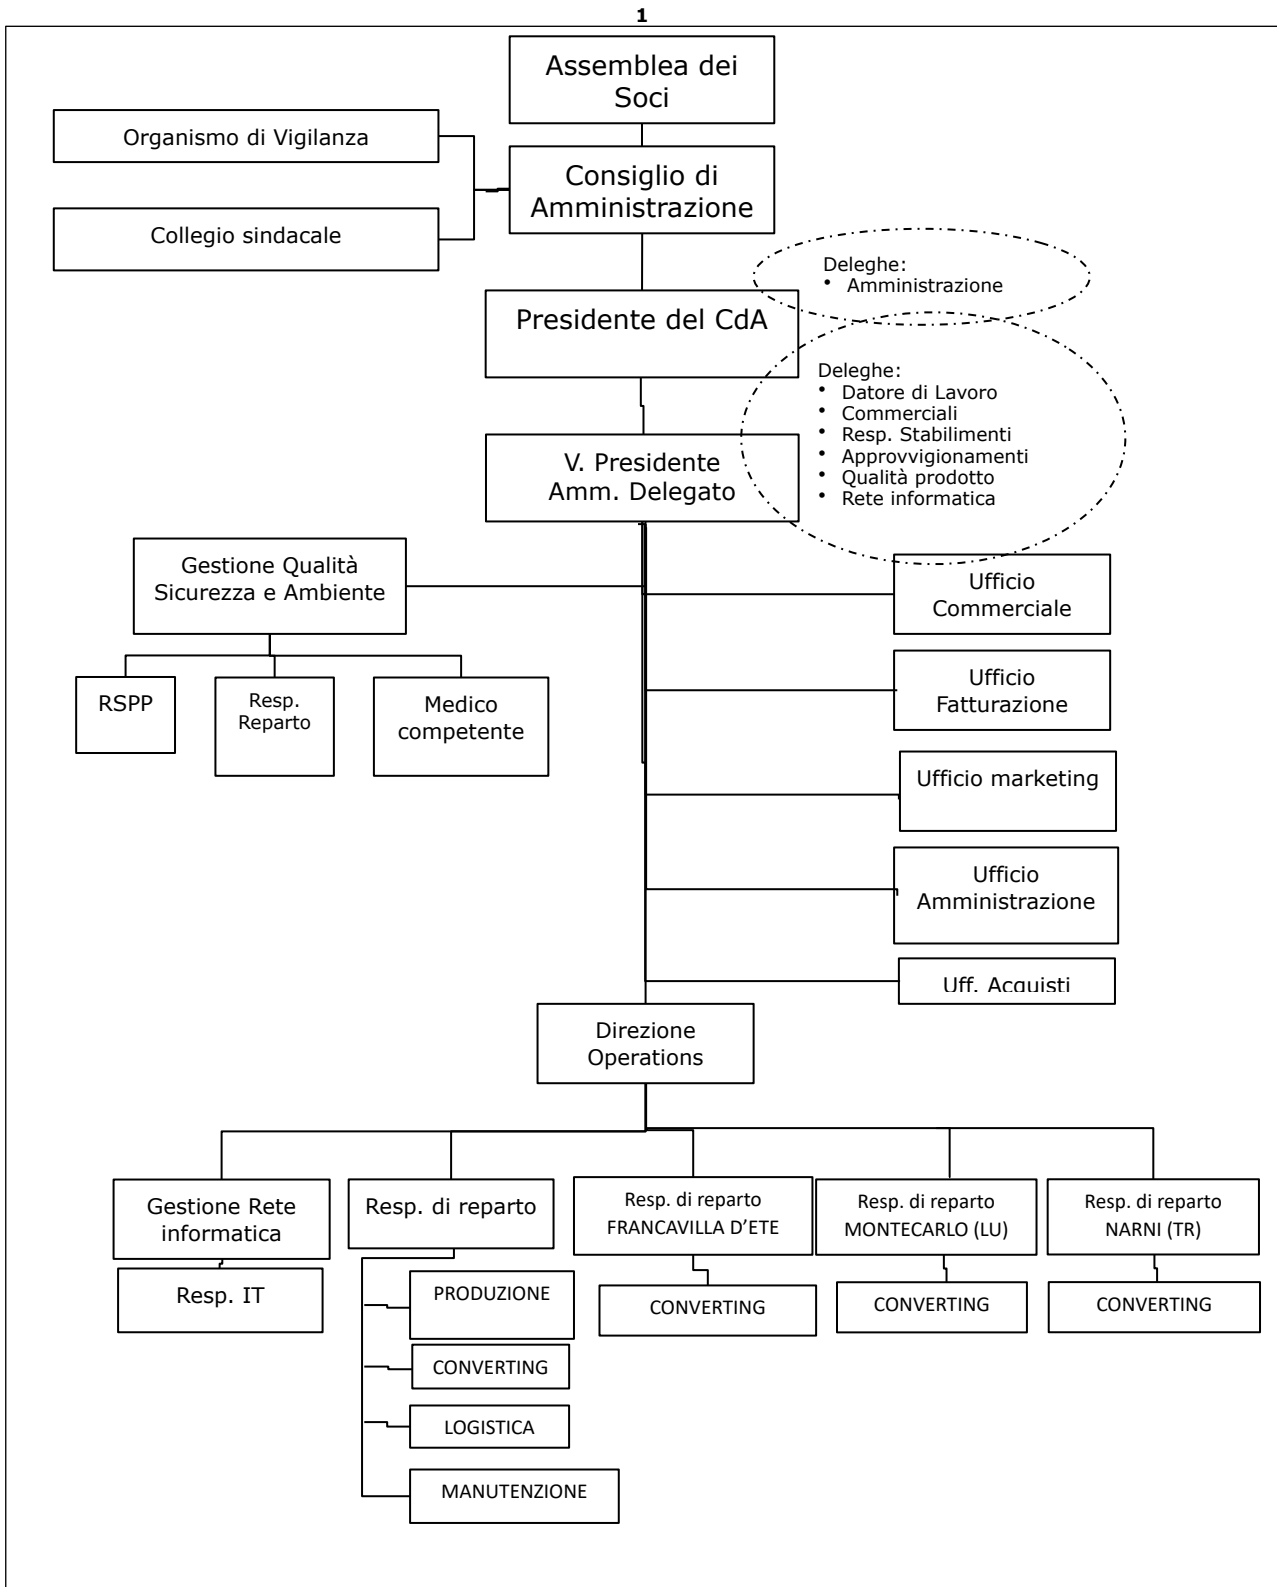 1
Assemblea dei
Soci
Organismo di Vigilanza
Consiglio di
Amministrazione
Collegio sindacale
Deleghe:
• Amministrazione
Presidente del CdA
Deleghe:
• Datore di Lavoro
• Commerciali
• Resp. Stabilimenti
• Approvvigionamenti
• Qualità prodotto
• Rete informatica
V. Presidente
Amm. Delegato
Gestione Qualità
Sicurezza e Ambiente
Ufficio
Commerciale
RSPP
Resp.
Reparto
Medico
competente
Ufficio
Fatturazione
Ufficio marketing
Ufficio
Amministrazione
Uff. Acquisti
Direzione
Operations
Gestione Rete
informatica
Resp. di reparto
Resp. di reparto
FRANCAVILLA D’ETE
Resp. di reparto
MONTECARLO (LU)
Resp. di reparto
NARNI (TR)
Resp. IT
PRODUZIONE
CONVERTING
CONVERTING
CONVERTING
CONVERTING
LOGISTICA
MANUTENZIONE